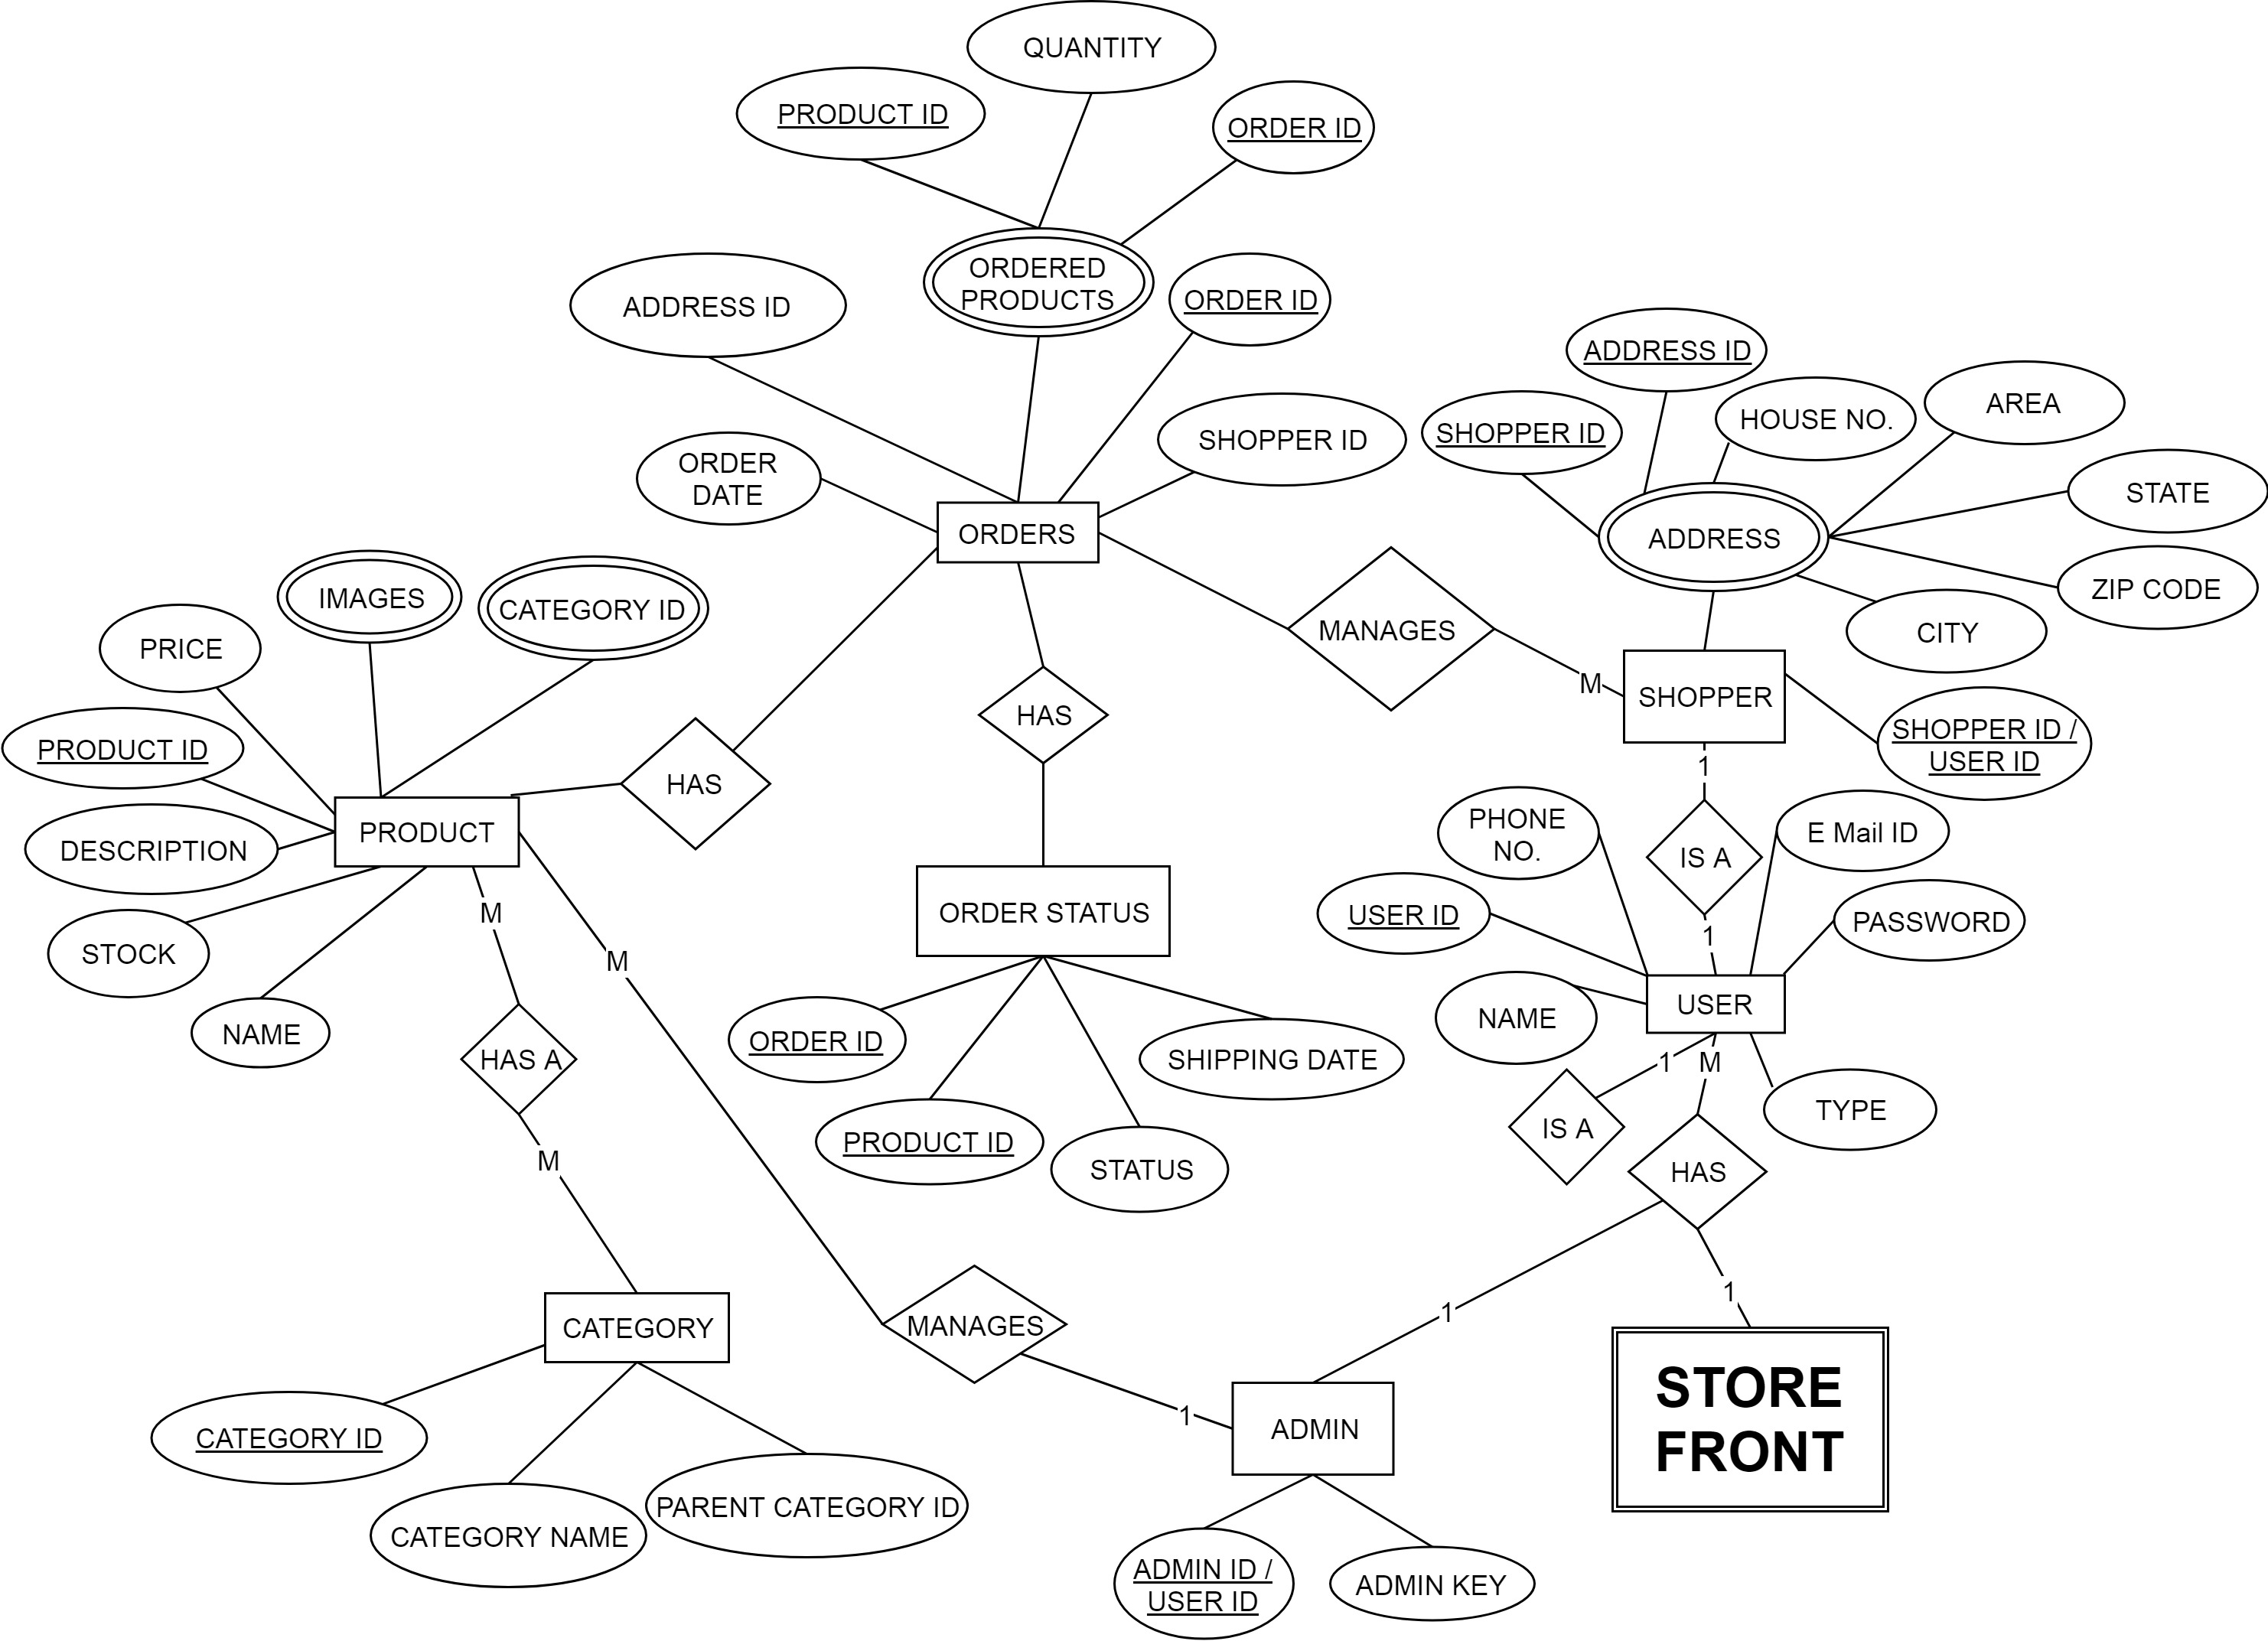 QUANTITY
PRODUCT ID
ORDER ID
ORDERED
PRODUCTS
ADDRESS ID
ORDER ID
ADDRESS ID
SHOPPER ID
HOUSE NO.
AREA
SHOPPER ID
ORDER
DATE
STATE
ORDERS
ADDRESS
ZIP CODE
IMAGES
CATEGORY ID
PRICE
MANAGES
CITY
M
SHOPPER
PRODUCT ID
HAS
SHOPPER ID /
USER ID
HAS
1
PRODUCT
DESCRIPTION
PHONE
NO.
E Mail ID
IS A
M
ORDER STATUS
USER ID
PASSWORD
1
STOCK
M
NAME
NAME
USER
ORDER ID
HAS A
SHIPPING DATE
1
M
TYPE
IS A
PRODUCT ID
M
STATUS
HAS
1
1
CATEGORY
MANAGES
STORE
FRONT
1
ADMIN
CATEGORY ID
PARENT CATEGORY ID
CATEGORY NAME
ADMIN ID /
USER ID
ADMIN KEY